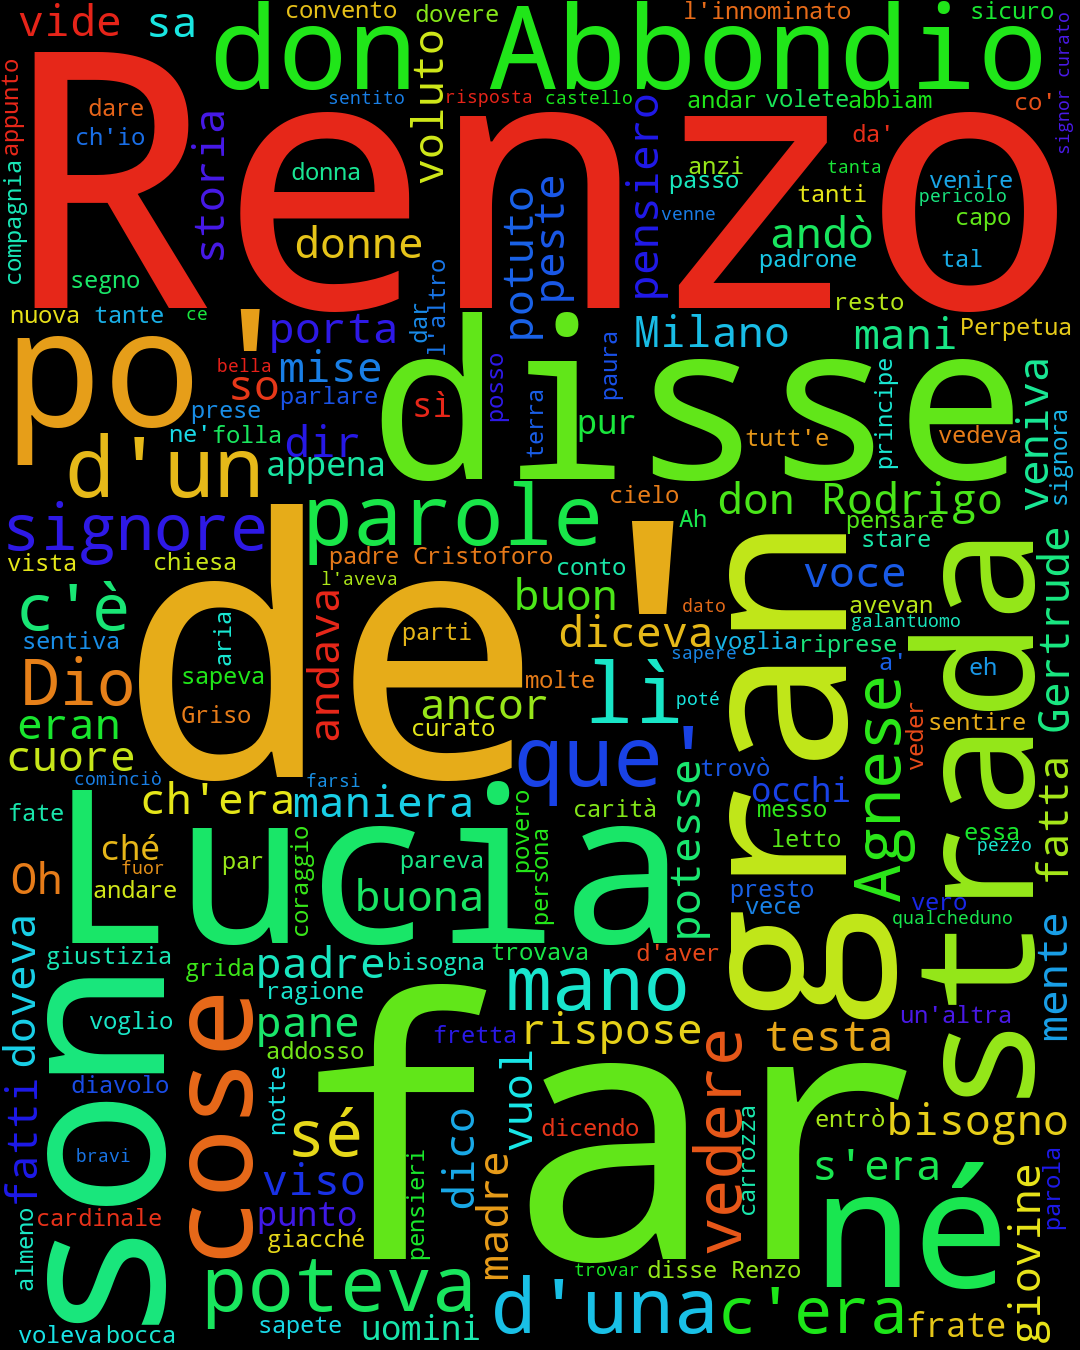 vide sa
convento
dovere
l'innominato
sicuro
don Abbondio
Renzo
appunto
dare
ch'io
storia
sentito
voluto
risposta
castello
pensiero
andar
volete
abbiam
co'
signor curato
da'
compagnia
donna
donne
potuto
peste
anzi
passo
tanta
tanti
venire
pericolo
capo
venne
andò
padrone
tal
segno
resto
nuova
tante
ce
po'
porta
dar
l'altro
disse
Milano
mani
Perpetua
bella
so
mise
parlare
prese
sì
posso
paura
terra
pur
tutt'e
principe
vedeva
veniva
signora
ne'
folla
dir
appena
d'un
signore
parole
cielo
Ah
don Rodrigo
pensare
stare
vista
chiesa
padre Cristoforo
conto
l'aveva
de'
c'è
buon
dato
gran
voce
avevan
galantuomo
strada
fatta
Gertrude
sentiva
aria
andava
parti
diceva
sapere
voglia
riprese
a'
eh
Dio
sapeva
molte
lì
poté
Griso
ancor
curato
Agnese
veder
sentire
eran
cuore
que'
trovò
occhi
cominciò
farsi
fate
ch'era
maniera
povero
carità
potesse
messo
letto
essa
pezzo
Lucia
ché
fuor
par
pareva
Oh
andare
coraggio
buona
persona
presto
vece
vero
qualcheduno
doveva
giustizia
grida
padre
bisogna
trovava
d'aver
mente
son
ragione
mano
voglio
cose
pane
fretta
rispose
testa
un'altra
addosso
far
fatti
diavolo
notte
vuol
vedere
sé
dico
dicendo
carrozza
entrò
bisogno
bravi
viso
pensieri
madre
s'era
né
giovine
parola
almeno
cardinale
punto
giacché
poteva
trovar
disse Renzo
voleva
bocca
sapete
uomini
d'una
c'era
frate